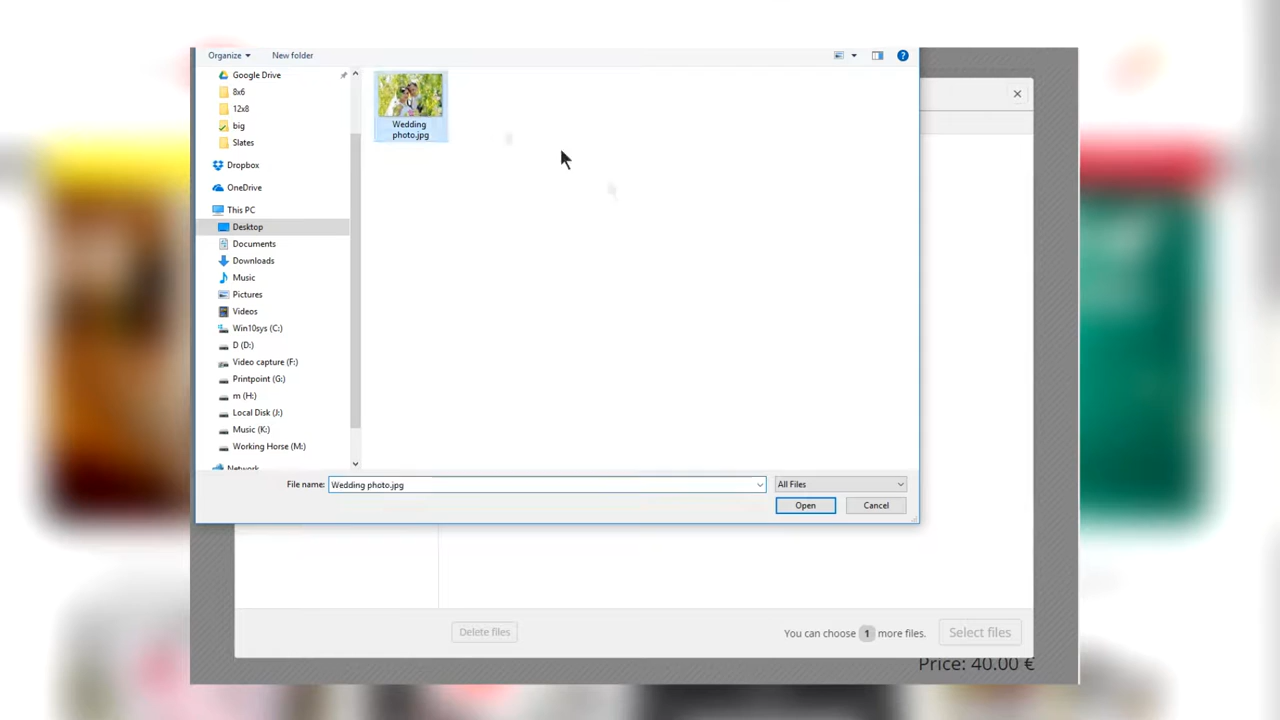 Organize
New folder
Google Drive
8x6
12x8
big
Slates
Dropbox
OneDrive
This PC
Desktop
Documents
Downloads
Music
Pictures
Videos
Win10sys (C:)
D (D:)
Video capture (F:)
Printpoint (G:)
m (H:)
Local Disk (J:)
Music (K:)
Working Horse (M:)
Network
Wedding
photo.jpg
File name: Wedding photo.jpg
All Files
Open
Cancel
Delete files
You can choose 1 more files.
Select files
Price: 40.00 €